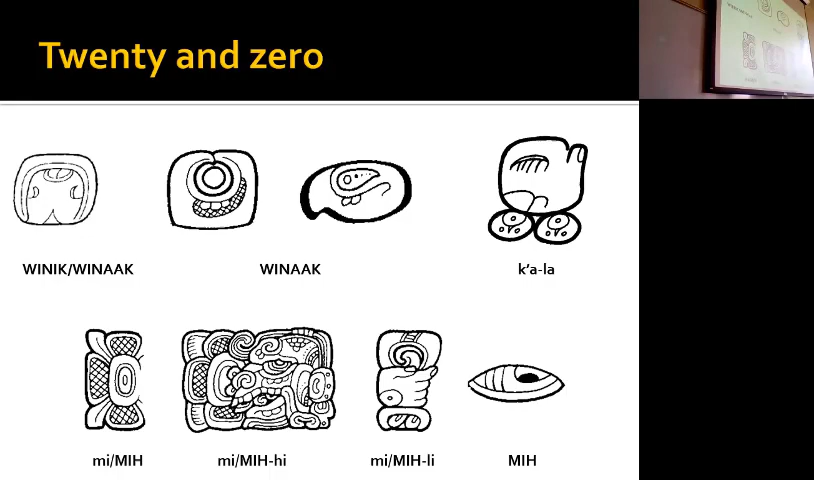 Twenty and zero
WINIK/WINAAK
WINAAK
k'a-la
mi/MIH
mi/MIH-hi
mi/MIH-li
MIH